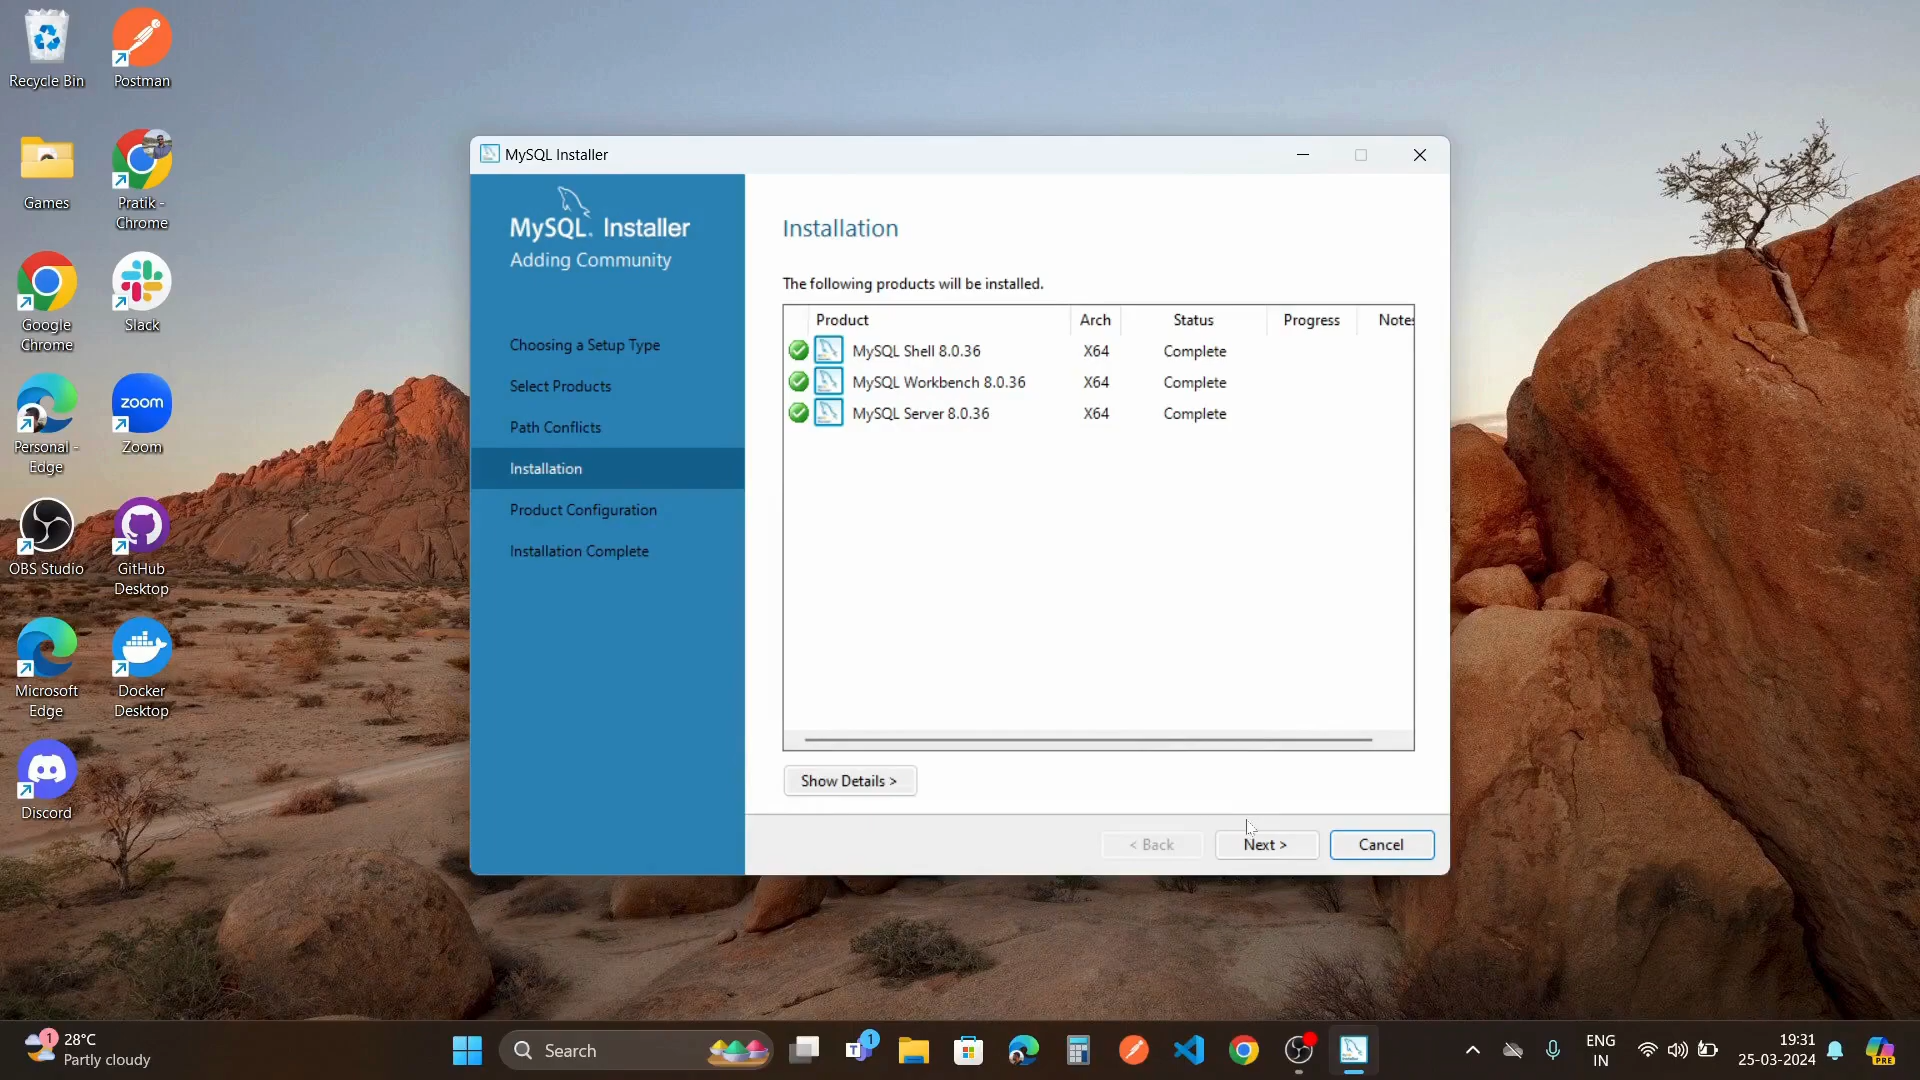 Recycle Bin
Postman
Games
Pratik -
Chrome
Google
Chrome
Slack
Personal -
Edge
zoom
Zoom
OBS Studio
GitHub
Desktop
Microsoft
Edge
Docker
Desktop
Discord
MySQL Installer
MySQL. Installer
Adding Community
Choosing a Setup Type
Select Products
Path Conflicts
Installation
Product Configuration
Installation Complete
Installation
The following products will be installed.
Product Arch Status Progress Notes
MySQL Shell 8.0.36 X64 Complete
MySQL Workbench 8.0.36 X64 Complete
MySQL Server 8.0.36 X64 Complete
Show Details >
< Back Next > Cancel
1
28°C
Partly cloudy
Search
T
1
ENG
IN
19:31
25-03-2024
PRE